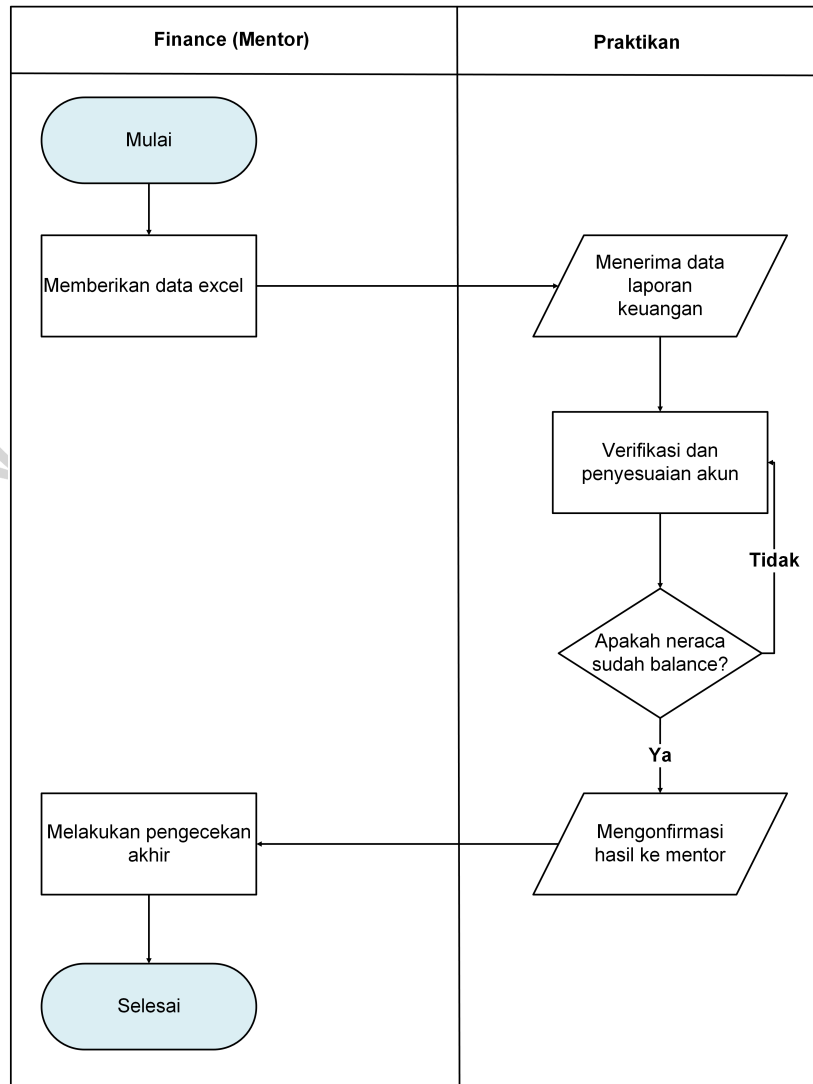 Finance (Mentor)
Praktikan
Mulai
Memberikan data excel
Menerima data
laporan
keuangan
Verifikasi dan
penyesuaian akun
Tidak
Apakah neraca
sudah balance?
Ya
Mengonfirmasi
hasil ke mentor
Melakukan pengecekan
akhir
Selesai